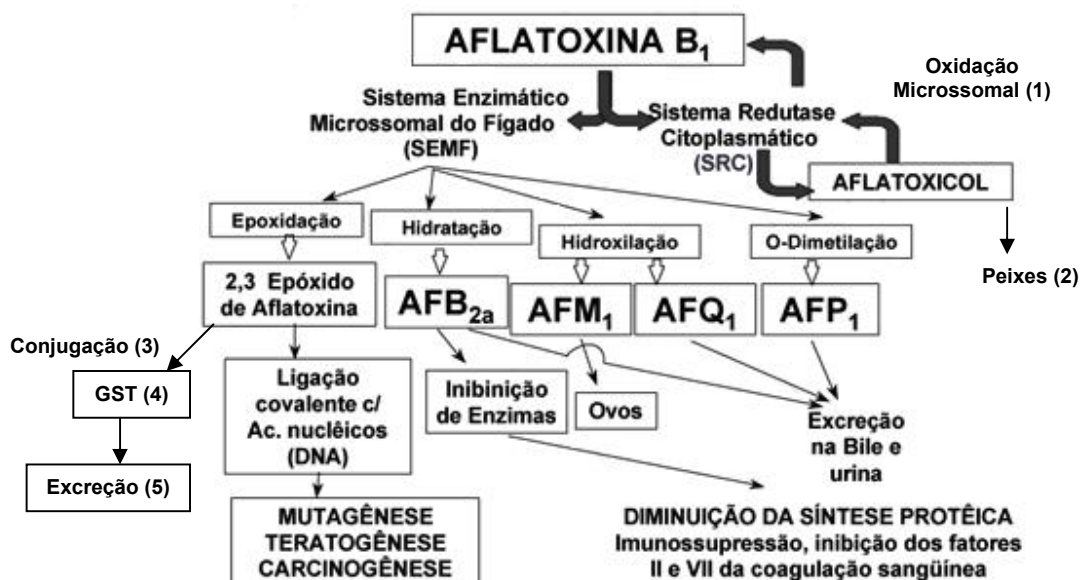 AFLATOXINA B1
Oxidação
Microssomal (1)
Sistema Enzimático
Microssomal do Fígado
(SEMF)
Sistema Redutase
Citoplasmático
(SRC)
AFLATOXICOL
Epoxidação
Hidratação
Hidroxilação
O-Dimetilação
Peixes (2)
2,3 Epóxido
de Aflatoxina
AFB2a
AFM1
AFQ1
AFP1
Conjugação (3)
GST (4)
Ligação
covalente c/
Ac. nuclêicos
(DNA)
Inibinição
de Enzimas
Ovos
Excreção
na Bile e
urina
Excreção (5)
MUTAGÊNESE
TERATOGÊNESE
CARCINOGÊNESE
DIMINUIÇÃO DA SÍNTESE PROTÊICA
Imunossupressão, inibição dos fatores
II e VII da coagulação sangüínea